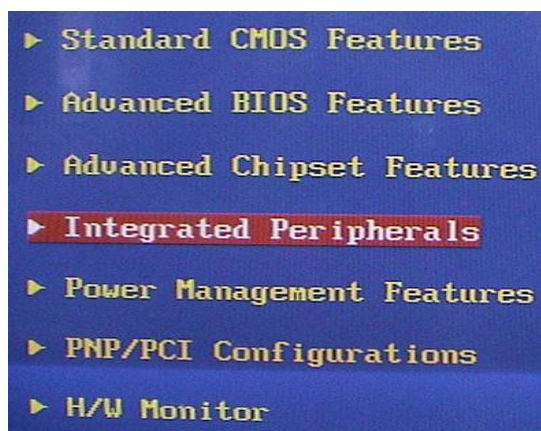 ▶ Standard CMOS Features
▶ Advanced BIOS Features
▶ Advanced Chipset Features
▶ Integrated Peripherals
▶ Power Management Features
▶ PNP/PCI Configurations
▶ H/W Monitor